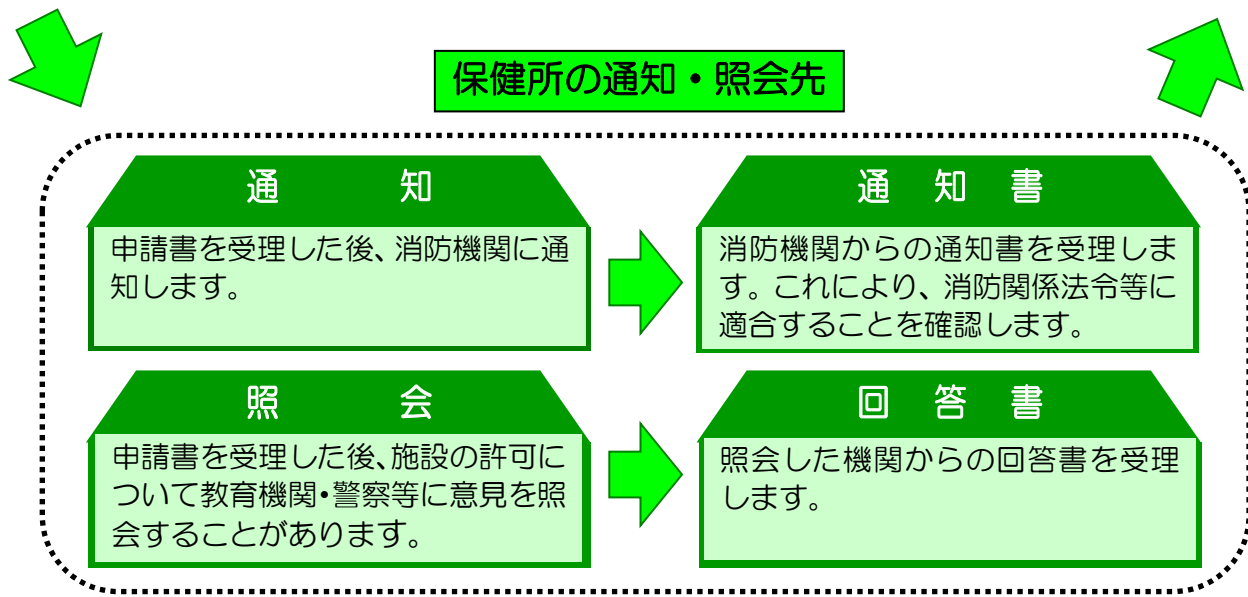 保健所の通知・照会先
通知
申請書を受理した後、消防機関に通
知します。
通知書
消防機関からの通知書を受理しま
す。これにより、消防関係法令等に
適合することを確認します。
照会
申請書を受理した後、施設の許可に
ついて教育機関・警察等に意見を照
会することがあります。
回答書
照会した機関からの回答書を受理
します。